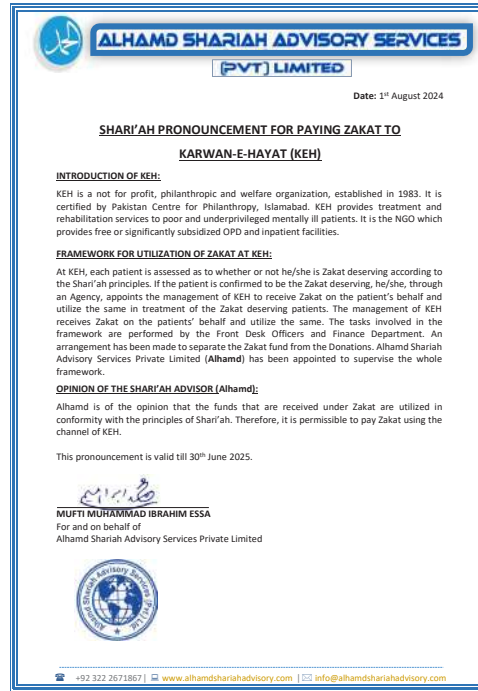 ALHAMD SHARIAH ADVISORY SERVICES
(PVT) LIMITED
Date: 1st August 2024
SHARI'AH PRONOUNCEMENT FOR PAYING ZAKAT TO
KARWAN-E-HAYAT (KEH)
INTRODUCTION OF KEH:
KEH is a not for profit, philanthropic and welfare organization, established in 1983. It is
certified by Pakistan Centre for Philanthropy, Islamabad. KEH provides treatment and
rehabilitation services to poor and underprivileged mentally ill patients. It is the NGO which
provides free or significantly subsidized OPD and inpatient facilities.
FRAMEWORK FOR UTILIZATION OF ZAKAT AT KEH:
At KEH, each patient is assessed as to whether or not he/she is Zakat deserving according to
the Shari'ah principles. If the patient is confirmed to be the Zakat deserving, he/she, through
an Agency, appoints the management of KEH to receive Zakat on the patient's behalf and
utilize the same in treatment of the Zakat deserving patients. The management of KEH
receives Zakat on the patients' behalf and utilize the same. The tasks involved in the
framework are performed by the Front Desk Officers and Finance Department. An
arrangement has been made to separate the Zakat fund from the Donations. Alhamd Shariah
Advisory Services Private Limited (Alhamd) has been appointed to supervise the whole
framework.
OPINION OF THE SHARI'AH ADVISOR (Alhamd):
Alhamd is of the opinion that the funds that are received under Zakat are utilized in
conformity with the principles of Shari'ah. Therefore, it is permissible to pay Zakat using the
channel of KEH.
This pronouncement is valid till 30th June 2025.
MUFTI MUHAMMAD IBRAHIM ESSA
For and on behalf of
Alhamd Shariah Advisory Services Private Limited
Alhamd Shariah Advisory Services (Pvt.) Ltd.
+92 322 2671867 | www.alhamdshariahadvisory.com | info@alhamdshariahadvisory.com